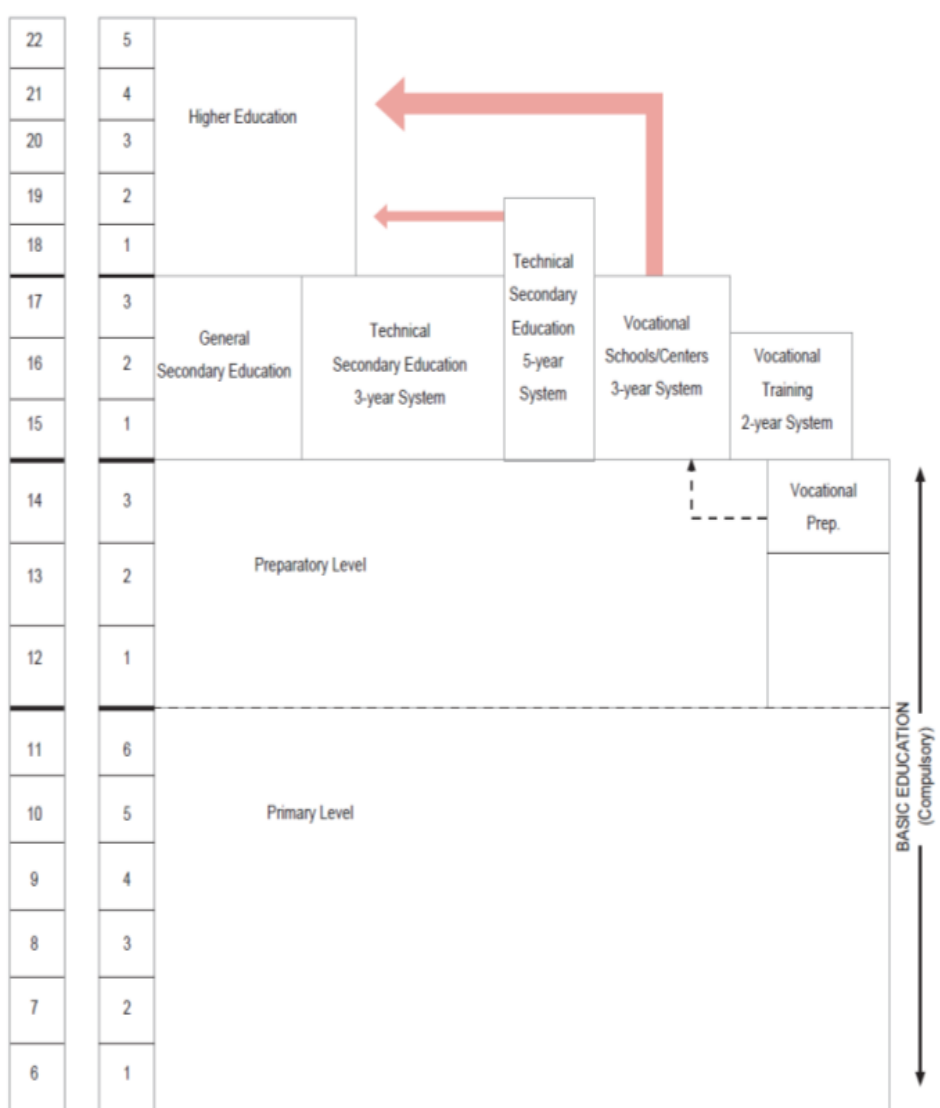 22 5
21 4
Higher Education
20 3
19 2
18 1
17 3
16 2
15 1
General
Secondary Education
Technical
Secondary Education
3-year System
Technical
Secondary
Education
5-year
System
Vocational
Schools/Centers
3-year System
Vocational
Training
2-year System
14 3
13 2
12 1
Preparatory Level
Vocational
Prep.
11 6
10 5
9 4
8 3
7 2
6 1
Primary Level
BASIC EDUCATION
(Compulsory)